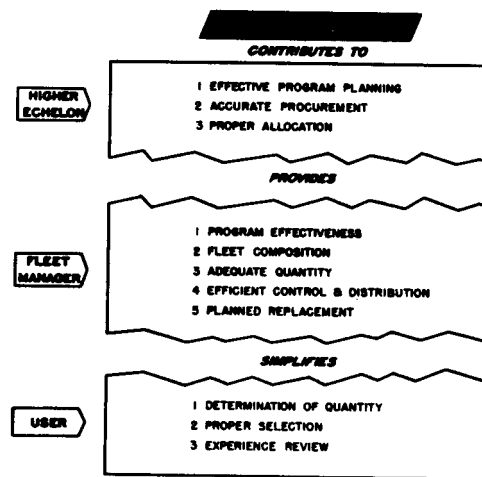 CONTRIBUTES TO
HIGHER
ECHELON
1 EFFECTIVE PROGRAM PLANNING
2 ACCURATE PROCUREMENT
3 PROPER ALLOCATION
PROVIDES
FLEET
MANAGER
1 PROGRAM EFFECTIVENESS
2 FLEET COMPOSITION
3 ADEQUATE QUANTITY
4 EFFICIENT CONTROL & DISTRIBUTION
5 PLANNED REPLACEMENT
SIMPLIFIES
USER
1 DETERMINATION OF QUANTITY
2 PROPER SELECTION
3 EXPERIENCE REVIEW